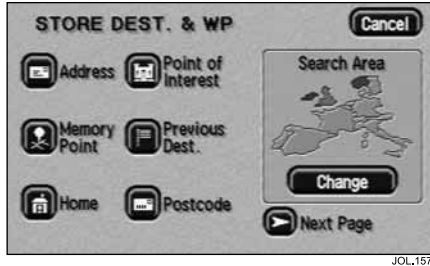 STORE DEST. & WP
Cancel
Address
Point of
Interest
Search Area
Memory
Point
Previous
Dest.
Change
Home
Postcode
Next Page
JOL.157